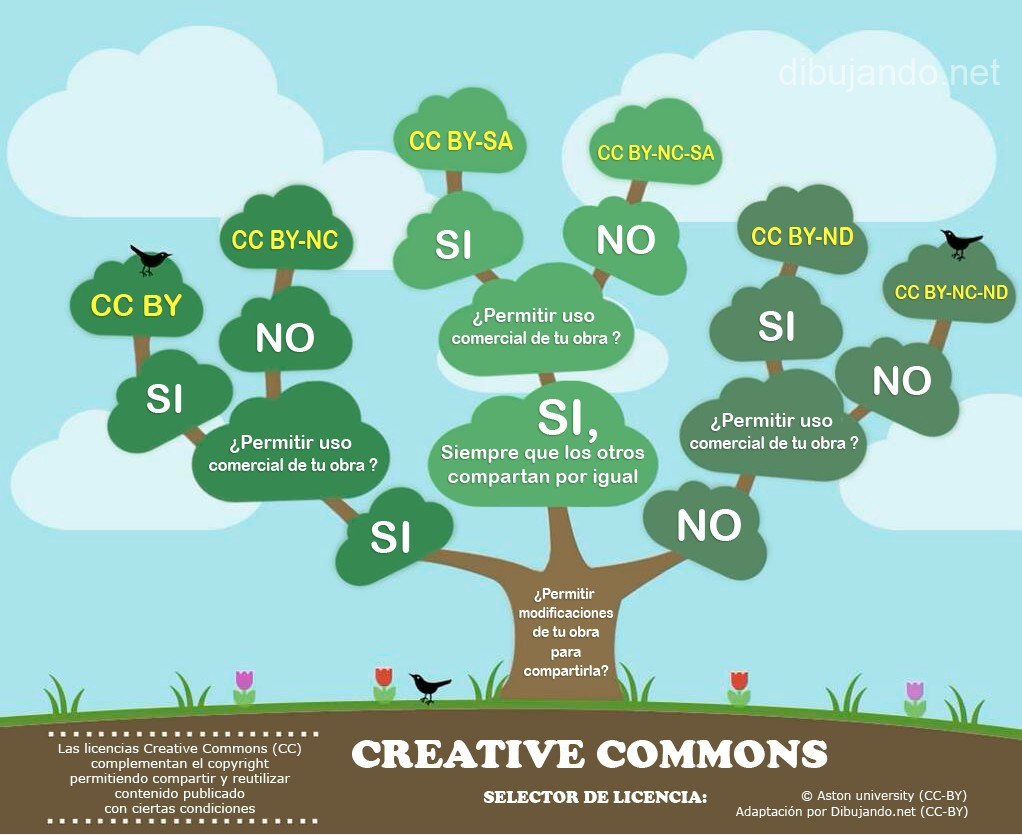 dibujando.net
CC BY-SA
CC BY-NC-SA
CC BY-NC
CC BY-ND
CC BY
CC BY-NC-ND
SI
NO
NO
SI
SI
NO
¿Permitir uso
comercial de tu obra ?
¿Permitir uso
comercial de tu obra ?
¿Permitir uso
comercial de tu obra ?
SI,
Siempre que los otros
compartan por igual
SI
NO
¿Permitir
modificaciones
de tu obra
para
compartirla?
Las licencias Creative Commons (CC)
complementan el copyright
permitiendo compartir y reutilizar
contenido publicado
con ciertas condiciones
CREATIVE COMMONS
SELECTOR DE LICENCIA:
© Aston university (CC-BY)
Adaptación por Dibujando.net (CC-BY)